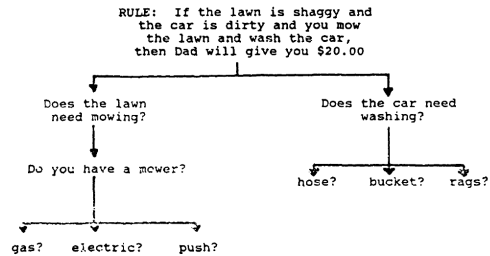 RULE: If the lawn is shaggy and
the car is dirty and you mow
the lawn and wash the car,
then Dad will give you $20.00
Does the lawn
need mowing?
Does the car need
washing?
Do you have a mower?
hose? bucket? rags?
gas? electric? push?